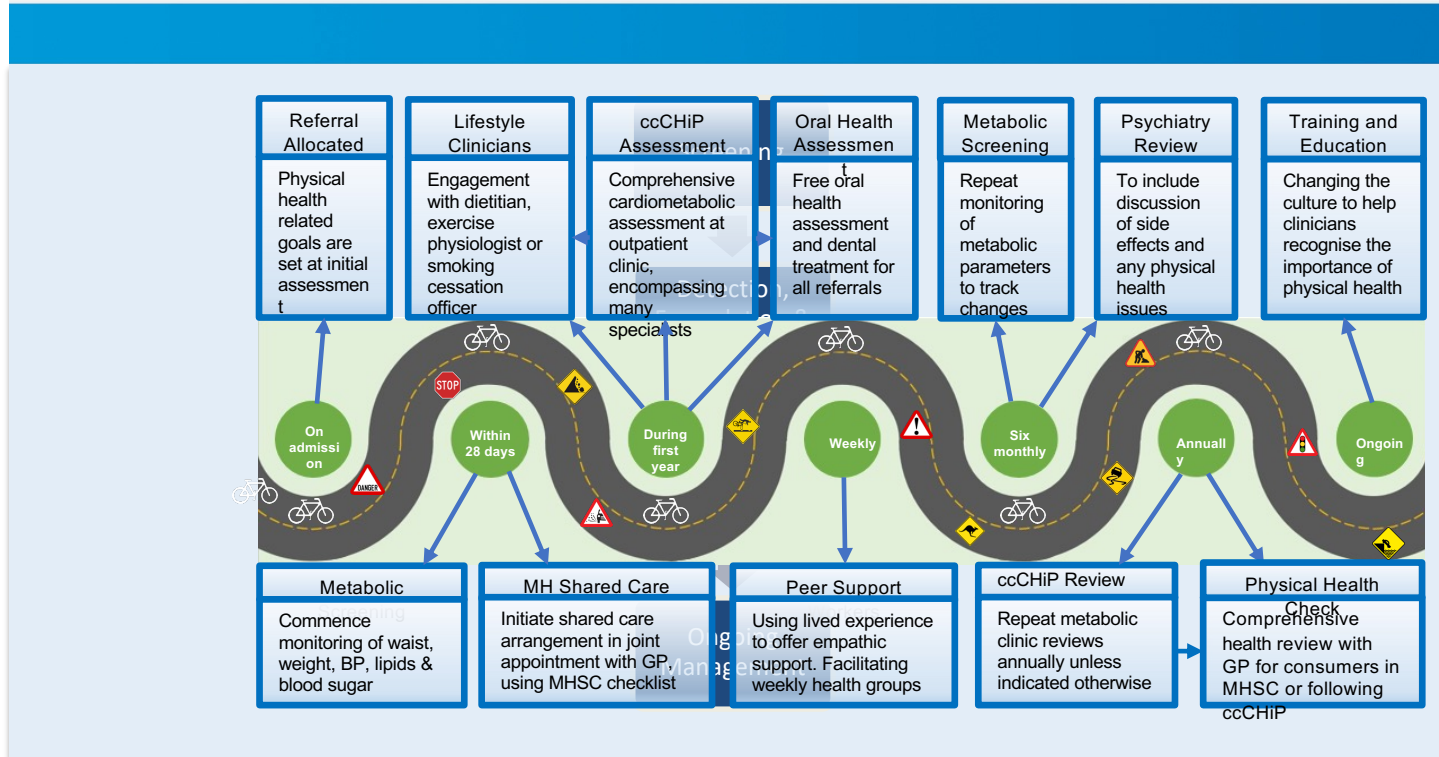 Referral
Allocated
Physical
health
related
goals are
set at initial
assessmen
t
Lifestyle
Clinicians
Engagement
with dietitian,
exercise
physiologist or
smoking
cessation
officer
ccCHiP
Assessment
Comprehensive
cardiometabolic
assessment at
outpatient
clinic,
encompassing
many
specialists
Oral Health
Assessmen
t
Free oral
health
assessment
and dental
treatment for
all referrals
Metabolic
Screening
Repeat
monitoring
of
metabolic
parameters
to track
changes
Psychiatry
Review
To include
discussion
of side
effects and
any physical
health
issues
Training and
Education
Changing the
culture to help
clinicians
recognise the
importance of
physical health
Detection,
STOP
On
admissi
on
Within
28 days
During
first
year
Weekly
Six
monthly
Annuall
y
Ongoin
g
DANGER
Metabolic
Screening
Commence
monitoring of waist,
weight, BP, lipids &
blood sugar
MH Shared Care
Initiate shared care
arrangement in joint
appointment with GP,
using MHSC checklist
Peer Support
workers
Using lived experience
to offer empathic
support. Facilitating
weekly health groups
Ongoing
Management
ccCHiP Review
Repeat metabolic
clinic reviews
annually unless
indicated otherwise
Physical Health
Check
Comprehensive
health review with
GP for consumers in
MHSC or following
ccCHiP